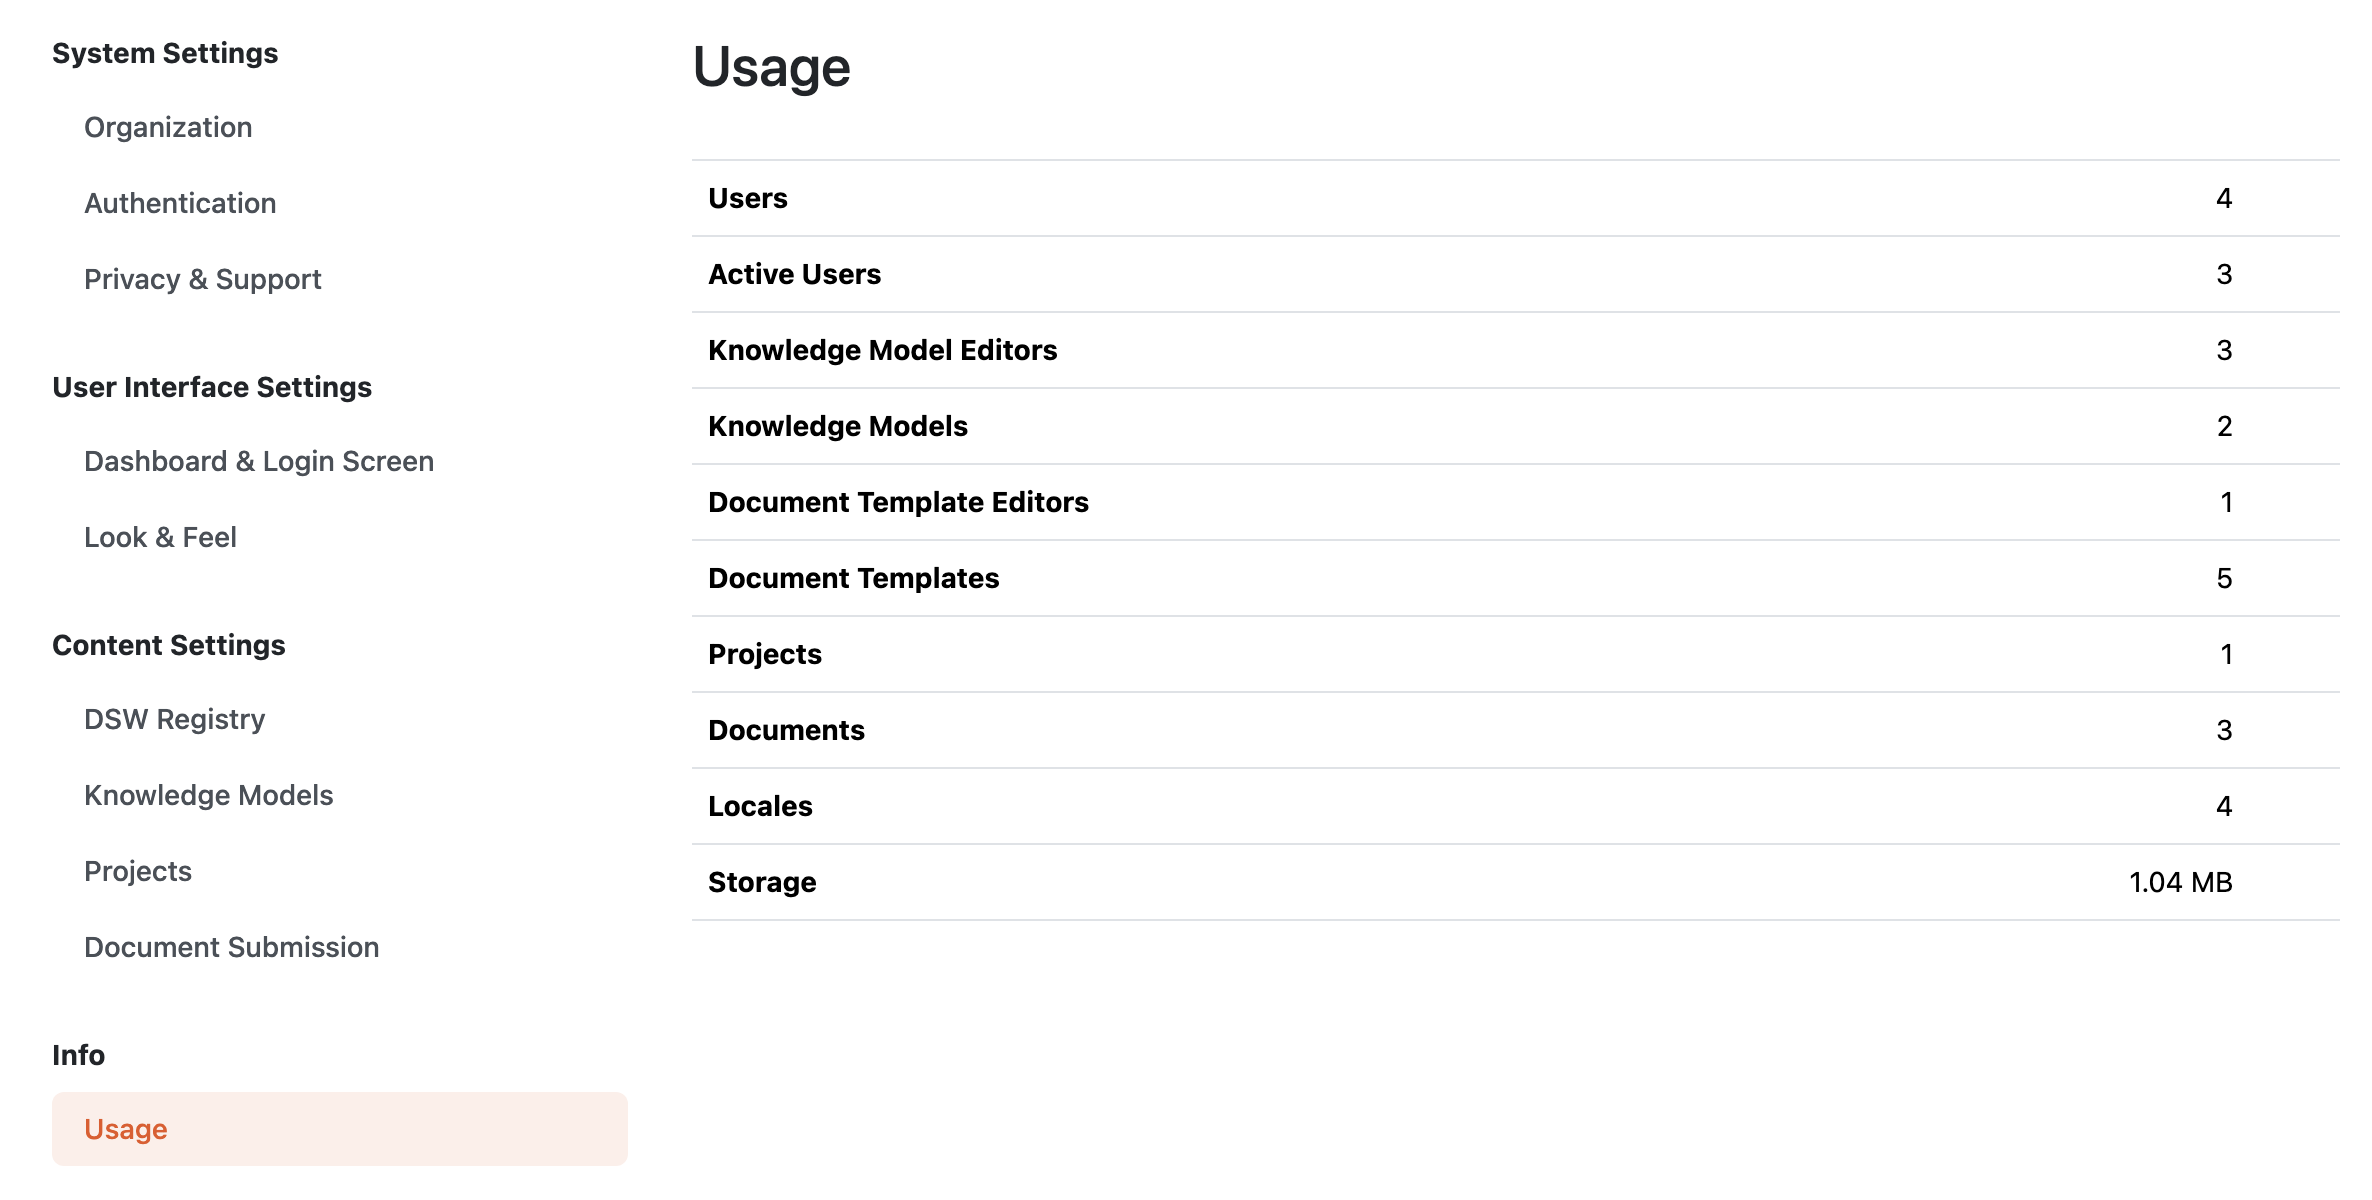 System Settings
Organization
Authentication
Privacy & Support
User Interface Settings
Dashboard & Login Screen
Look & Feel
Content Settings
DSW Registry
Knowledge Models
Projects
Document Submission
Info
Usage
Usage
Users 4
Active Users 3
Knowledge Model Editors 3
Knowledge Models 2
Document Template Editors 1
Document Templates 5
Projects 1
Documents 3
Locales 4
Storage 1.04 MB